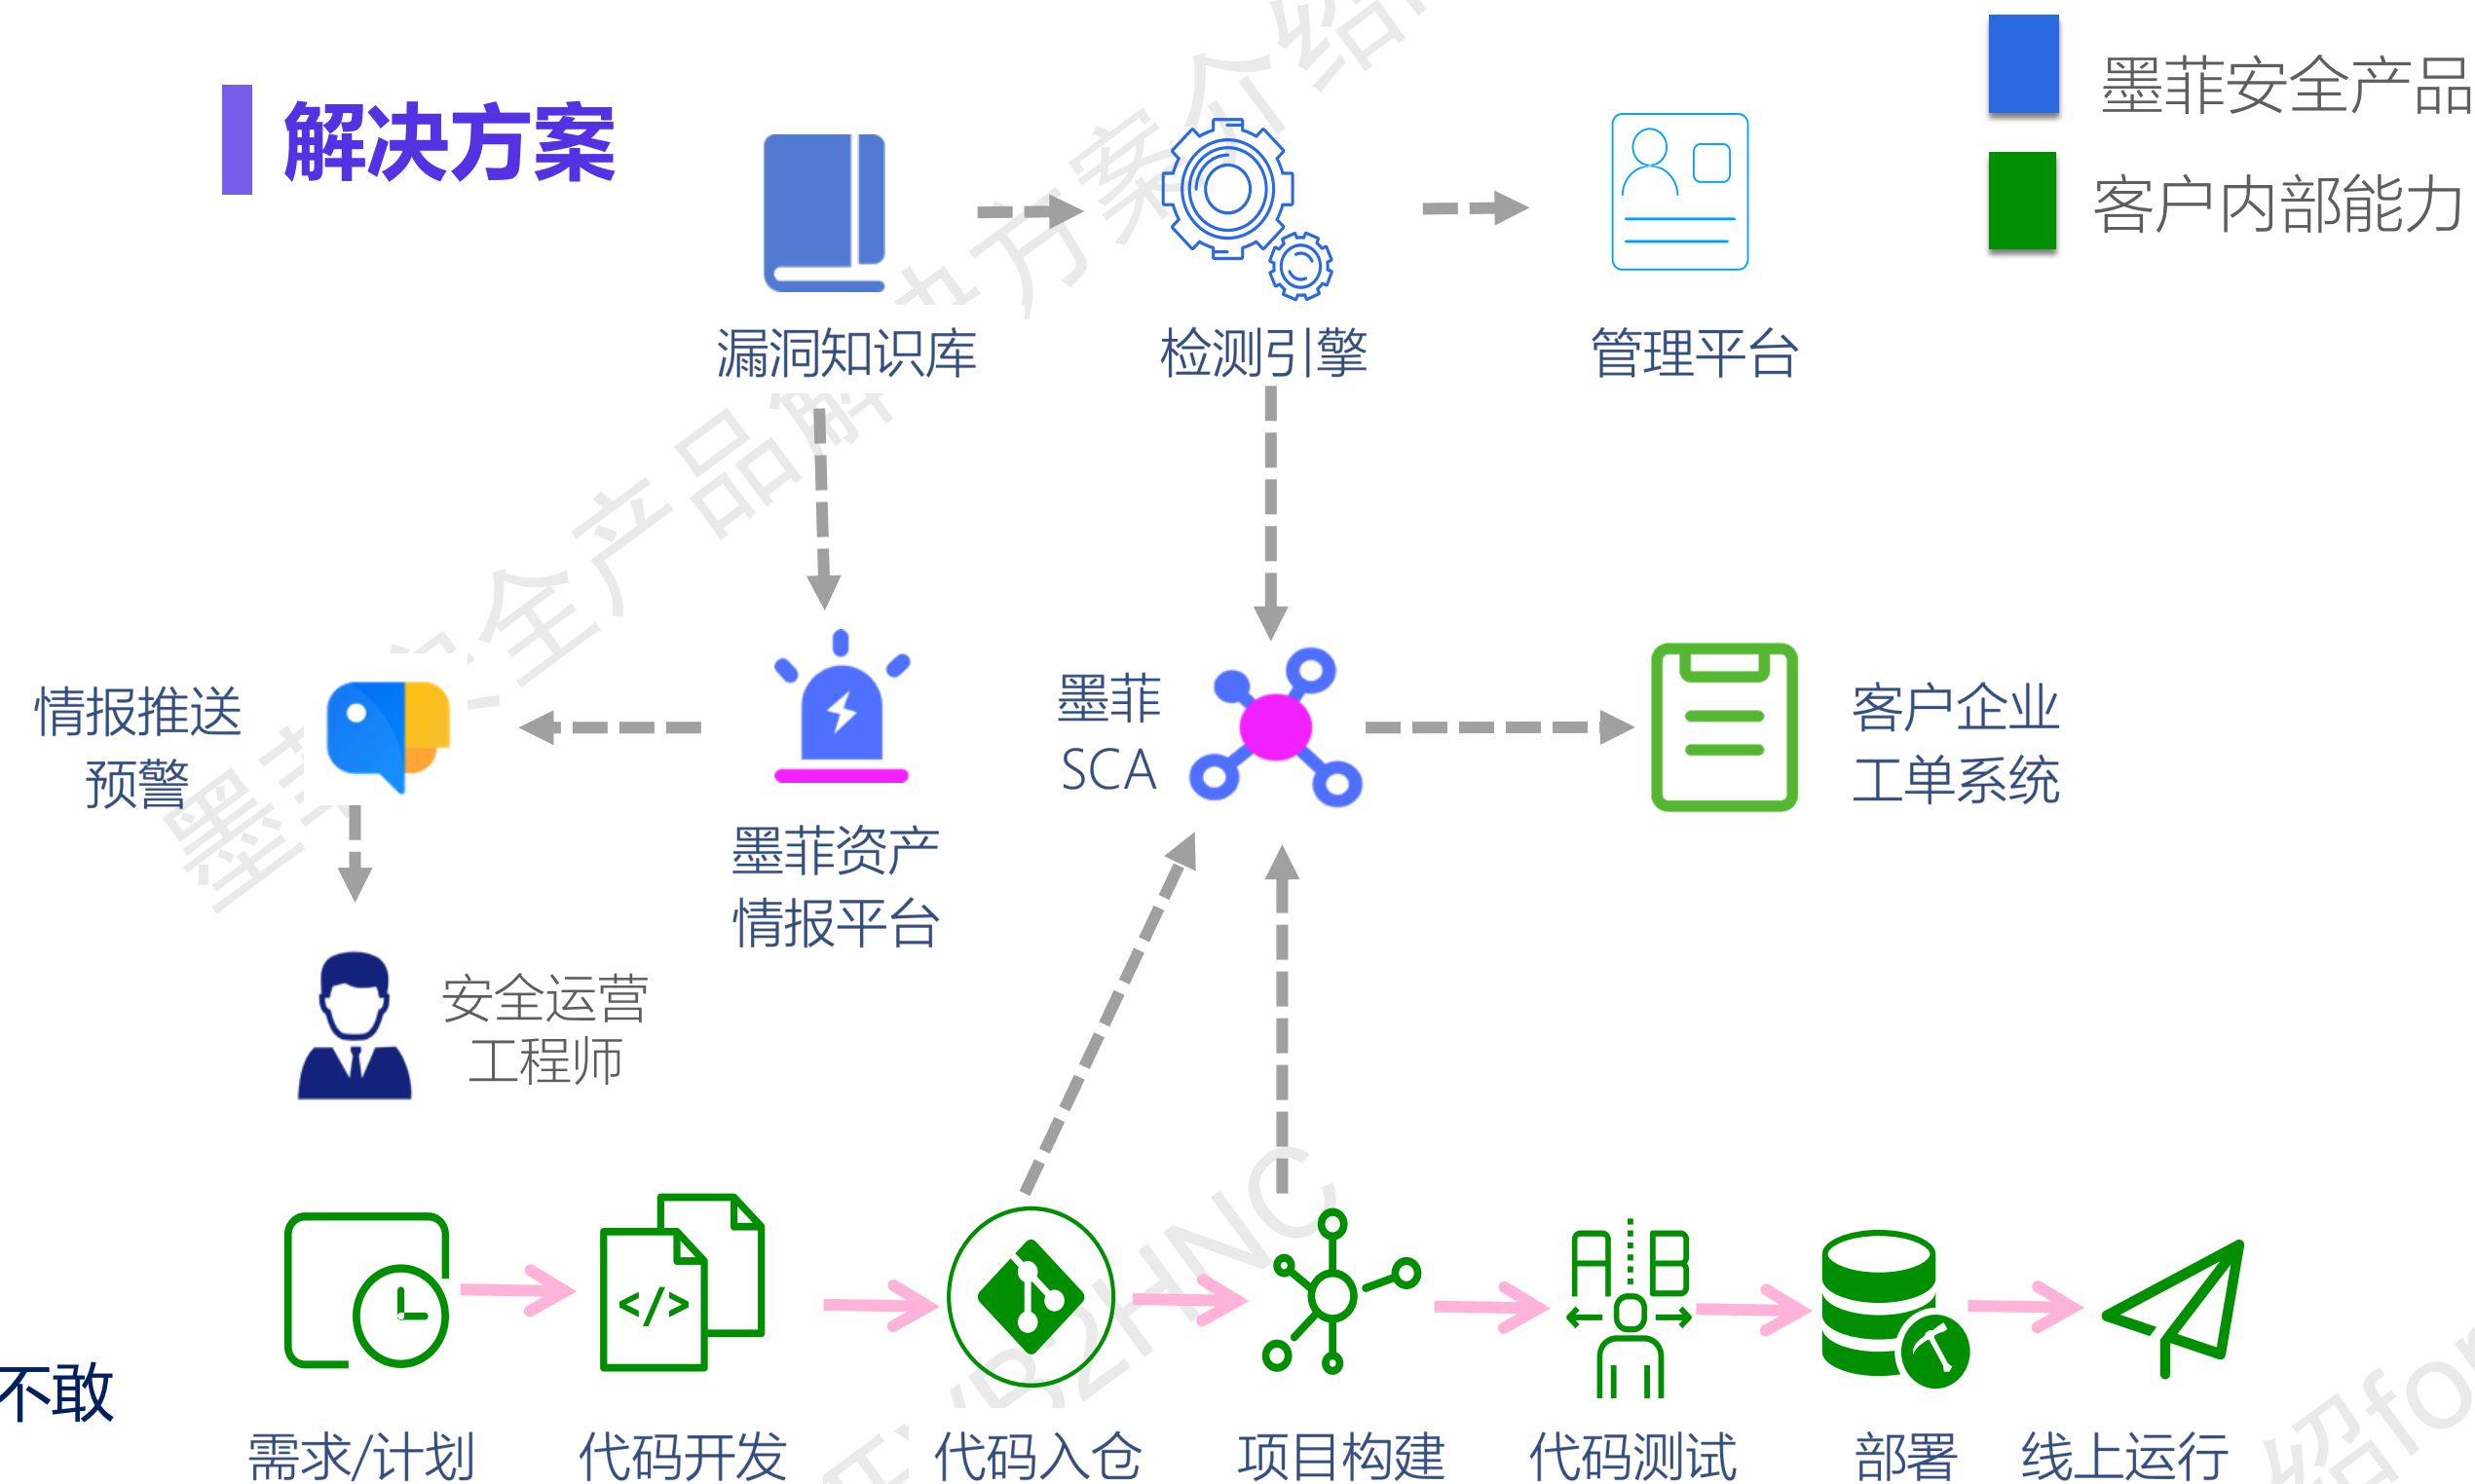 解决方案
墨菲安全产品
客户内部能力
漏洞知识库
检测引擎
管理平台
情报推送
预警
墨菲资产
情报平台
墨菲
SCA
客户企业
工单系统
安全运营
工程师
不敢
需求/计划
代码开发
代码入仓
项目构建
代码测试
部署
线上运行